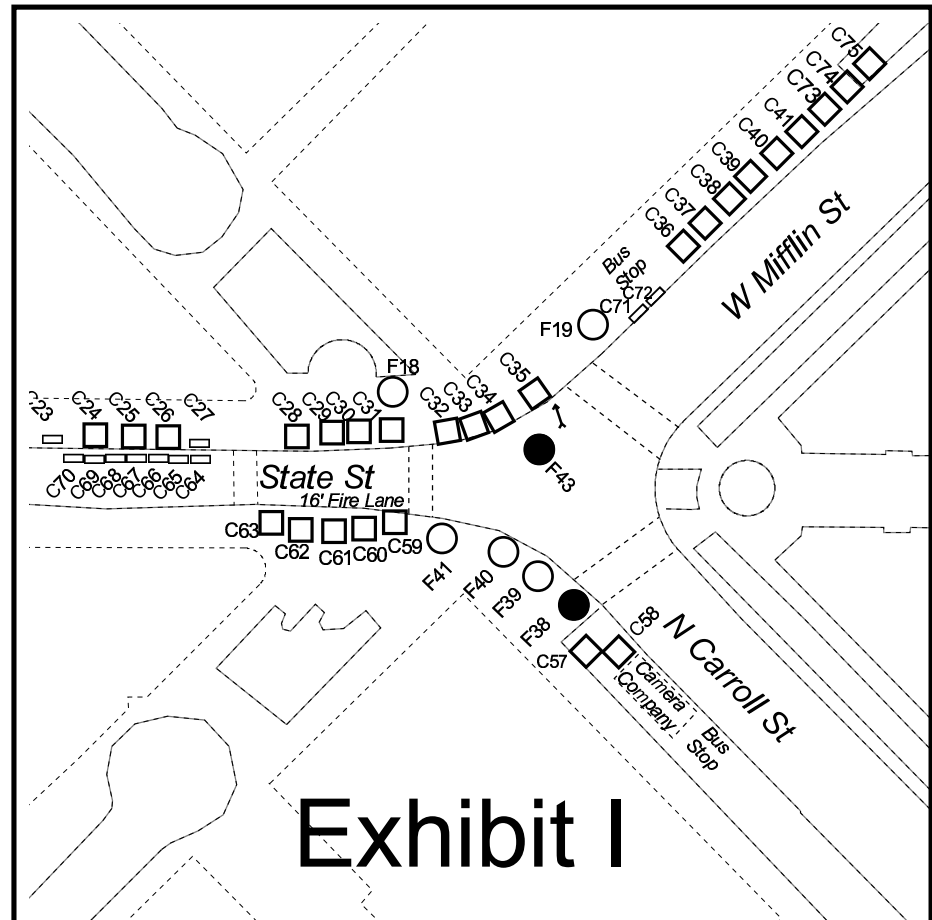 C75
C74
C73
C41
C40
C39
C38
C37
C36
Bus
Stop
C72
C71
F19
W Mifflin St
F18
C35
C34
C33
C32
C31
C30
C29
C28
C27
C26
C25
C24
C23
F43
C70
C69
C68
C67
C66
C65
C64
State St
16' Fire Lane
C63
C62
C61
C60
C59
F41
F40
F39
F38
C57
C58
Camera
Company
Bus
Stop
N Carroll St
Exhibit I